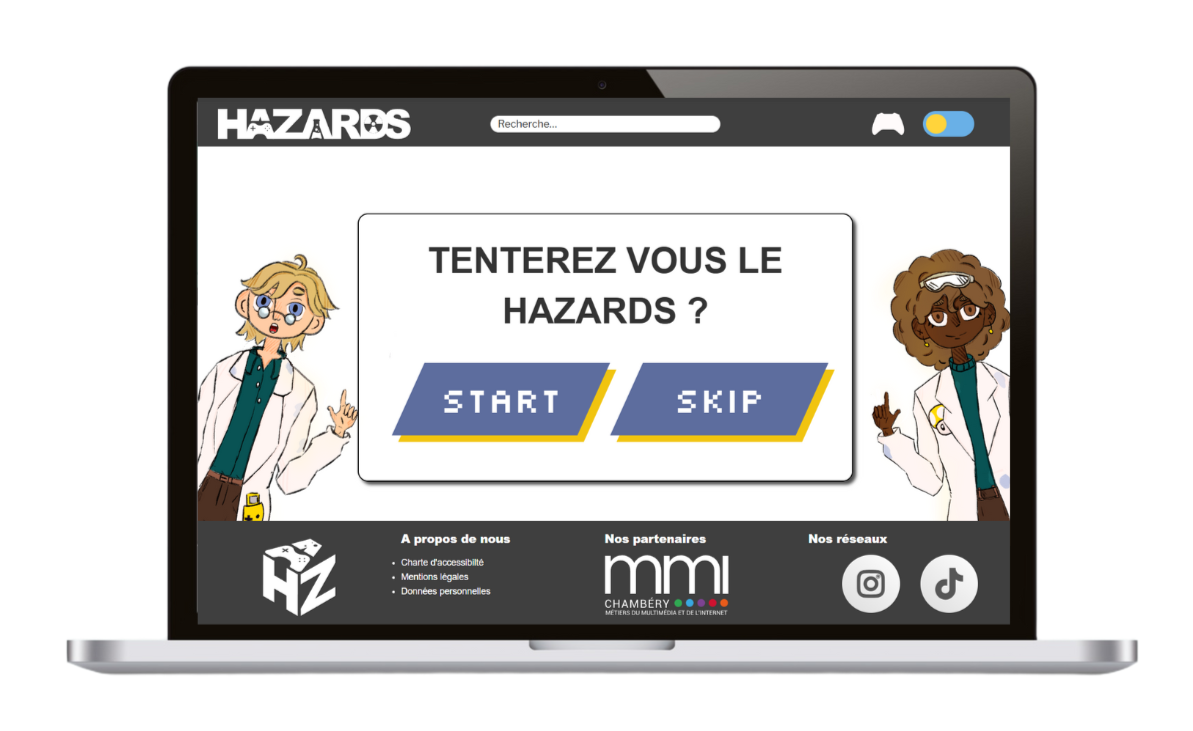 HAZARDS
Recherche...
TENTEREZ VOUS LE
HAZARDS ?
START
SKIP
HZ
A propos de nous
Charte d'accessibilté
Mentions légales
Données personnelles
Nos partenaires
mmi
CHAMBÉRY
MÉTIERS DU MULTIMÉDIA ET DE L'INTERNET
Nos réseaux